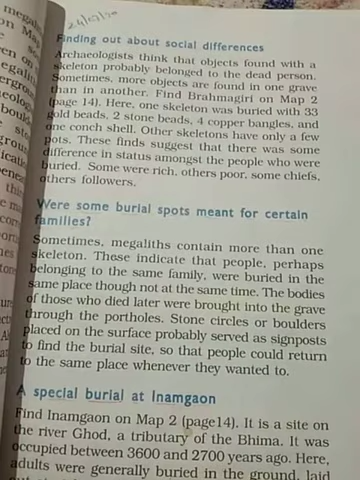 24/07/20
Finding out about social differences
Archaeologists think that objects found with a
skeleton probably belonged to the dead person.
Sometimes, more objects are found in one grave
than in another. Find Brahmagiri on Map 2
(page 14). Here, one skeleton was buried with 33
gold beads, 2 stone beads, 4 copper bangles, and
one conch shell. Other skeletons have only a few
pots. These finds suggest that there was some
difference in status amongst the people who were
buried. Some were rich, others poor, some chiefs,
others followers.
Were some burial spots meant for certain
families?
Sometimes, megaliths contain more than one
skeleton. These indicate that people, perhaps
belonging to the same family, were buried in the
same place though not at the same time. The bodies
of those who died later were brought into the grave
through the portholes. Stone circles or boulders
placed on the surface probably served as signposts
to find the burial site, so that people could return
to the same place whenever they wanted to.
A special burial at Inamgaon
Find Inamgaon on Map 2 (page14). It is a site on
the river Ghod, a tributary of the Bhima. It was
occupied between 3600 and 2700 years ago. Here,
adults were generally buried in the ground, laid